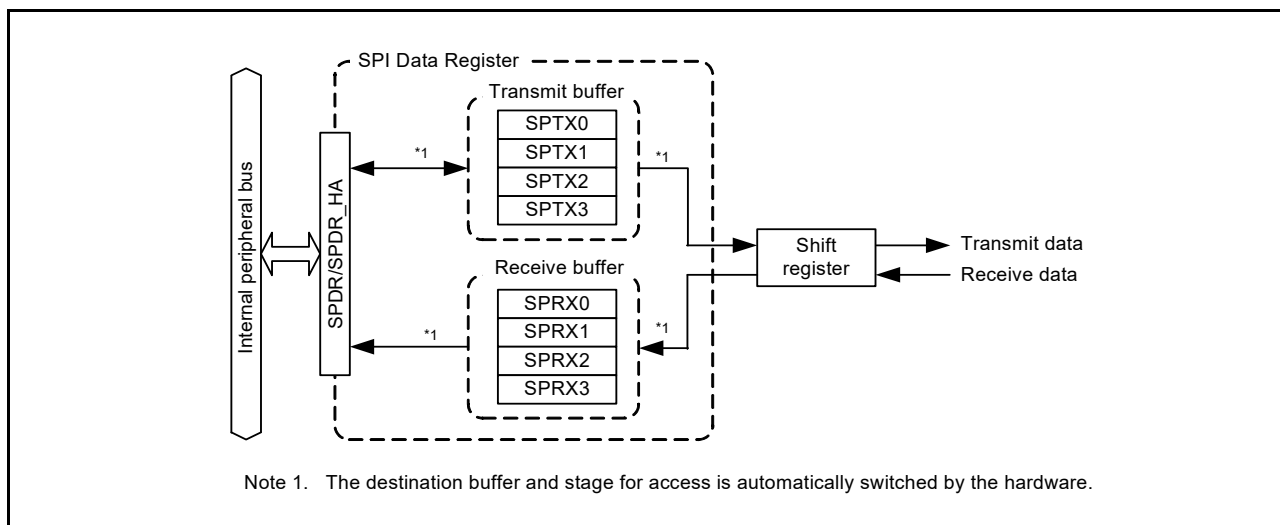 SPI Data Register
Transmit buffer
SPTX0
SPTX1
SPTX2
SPTX3
*1
*1
Internal peripheral bus
SPDR/SPDR_HA
Shift
register
Transmit data
Receive data
Receive buffer
SPRX0
SPRX1
SPRX2
SPRX3
*1
*1
Note 1. The destination buffer and stage for access is automatically switched by the hardware.